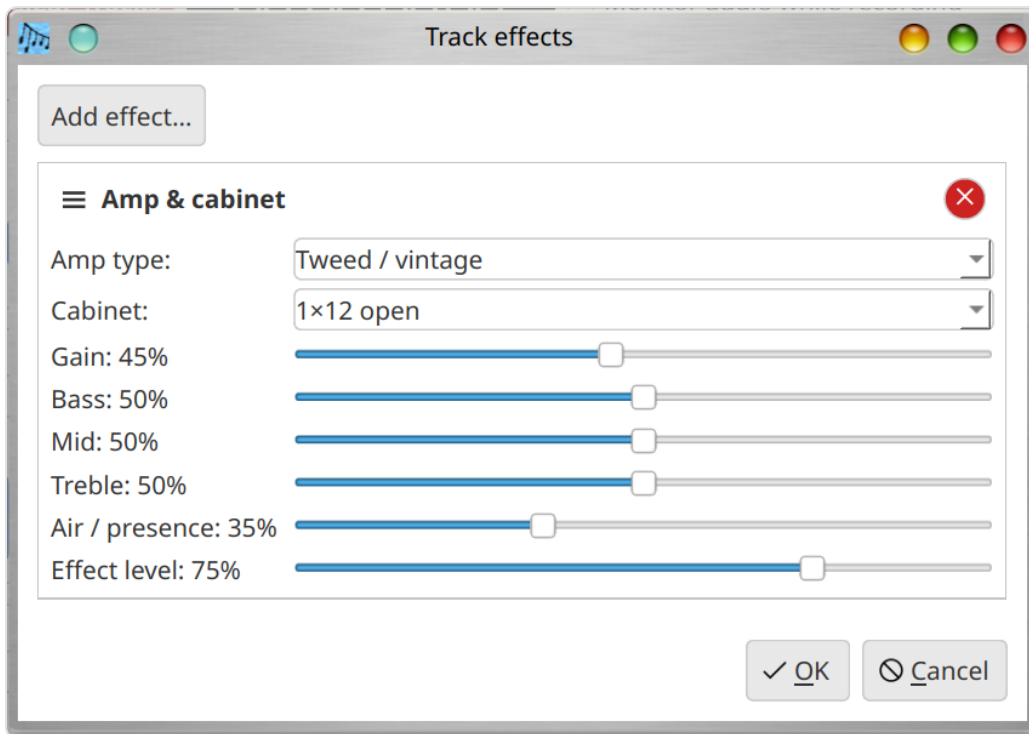 Track effects
Add effect...
Amp & cabinet
Amp type: Tweed / vintage
Cabinet: 1×12 open
Gain: 45%
Bass: 50%
Mid: 50%
Treble: 50%
Air / presence: 35%
Effect level: 75%
OK Cancel